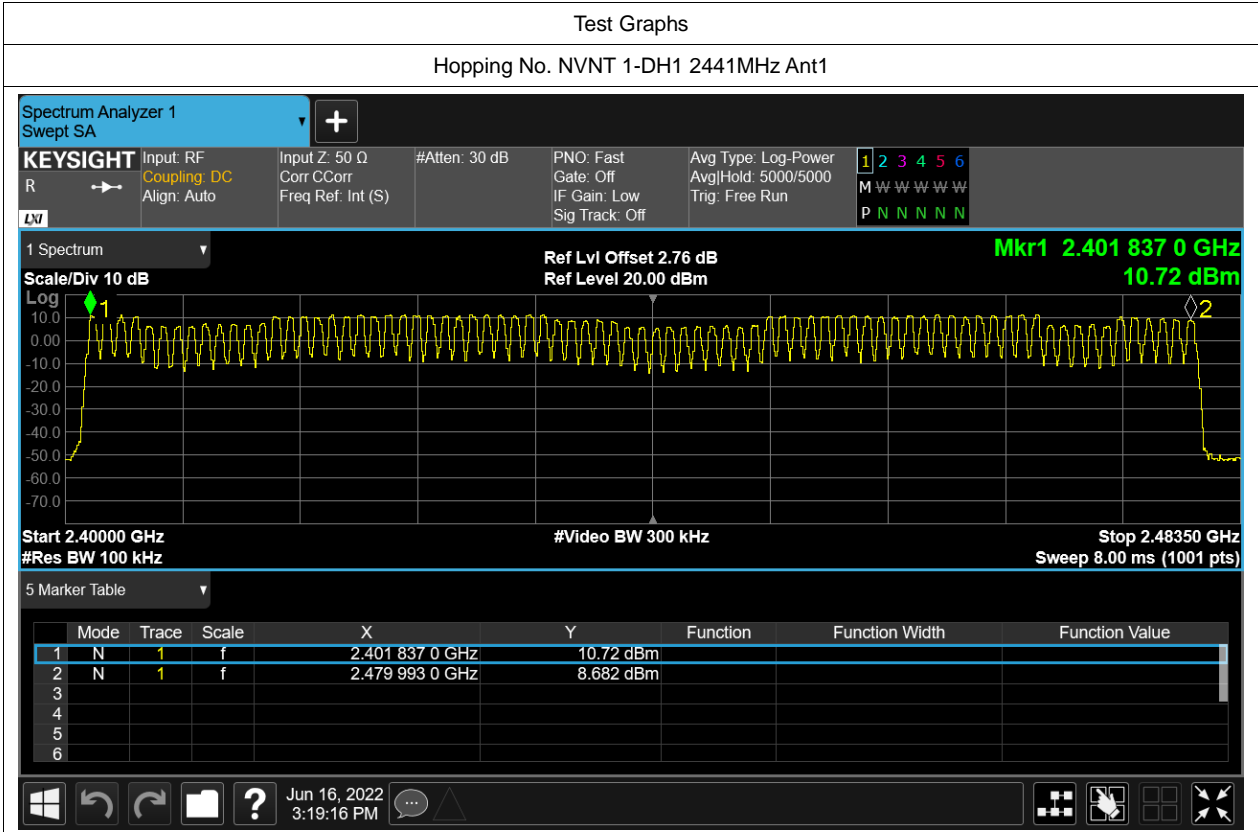 Test Graphs
Hopping No. NVNT 1-DH1 2441MHz Ant1
Spectrum Analyzer 1
Swept SA
+
KEYSIGHT
R
LXI
Input: RF
Coupling: DC
Align: Auto
Input Z: 50 Ω
Corr CCorr
Freq Ref: Int (S)
#Atten: 30 dB
PNO: Fast
Gate: Off
IF Gain: Low
Sig Track: Off
Avg Type: Log-Power
Avg|Hold: 5000/5000
Trig: Free Run
1 2 3 4 5 6
M W W W W W
P N N N N N
1 Spectrum
Scale/Div 10 dB
Ref Lvl Offset 2.76 dB
Ref Level 20.00 dBm
Mkr1 2.401 837 0 GHz
10.72 dBm
Log
1
2
10.0
0.00
-10.0
-20.0
-30.0
-40.0
-50.0
-60.0
-70.0
Start 2.40000 GHz
#Video BW 300 kHz
Stop 2.48350 GHz
#Res BW 100 kHz
Sweep 8.00 ms (1001 pts)
5 Marker Table
Mode Trace Scale X Y Function Function Width Function Value
1 N 1 f 2.401 837 0 GHz 10.72 dBm
2 N 1 f 2.479 993 0 GHz 8.682 dBm
3
4
5
6
?
Jun 16, 2022
3:19:16 PM